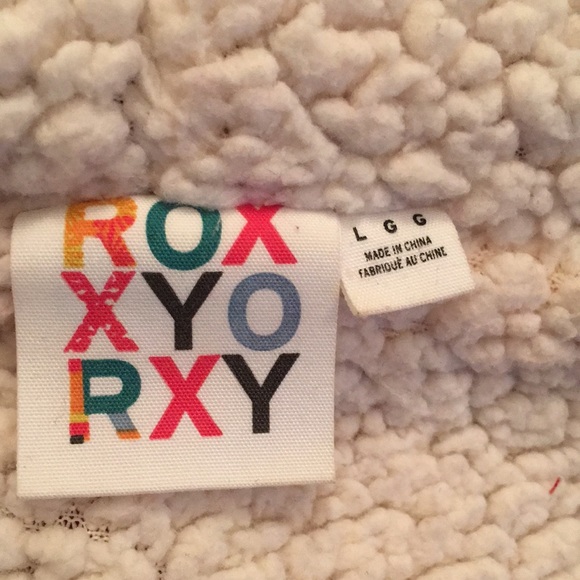 ROX
XYO
RXY
L G G
MADE IN CHINA
FABRIQUÉ AU CHINE